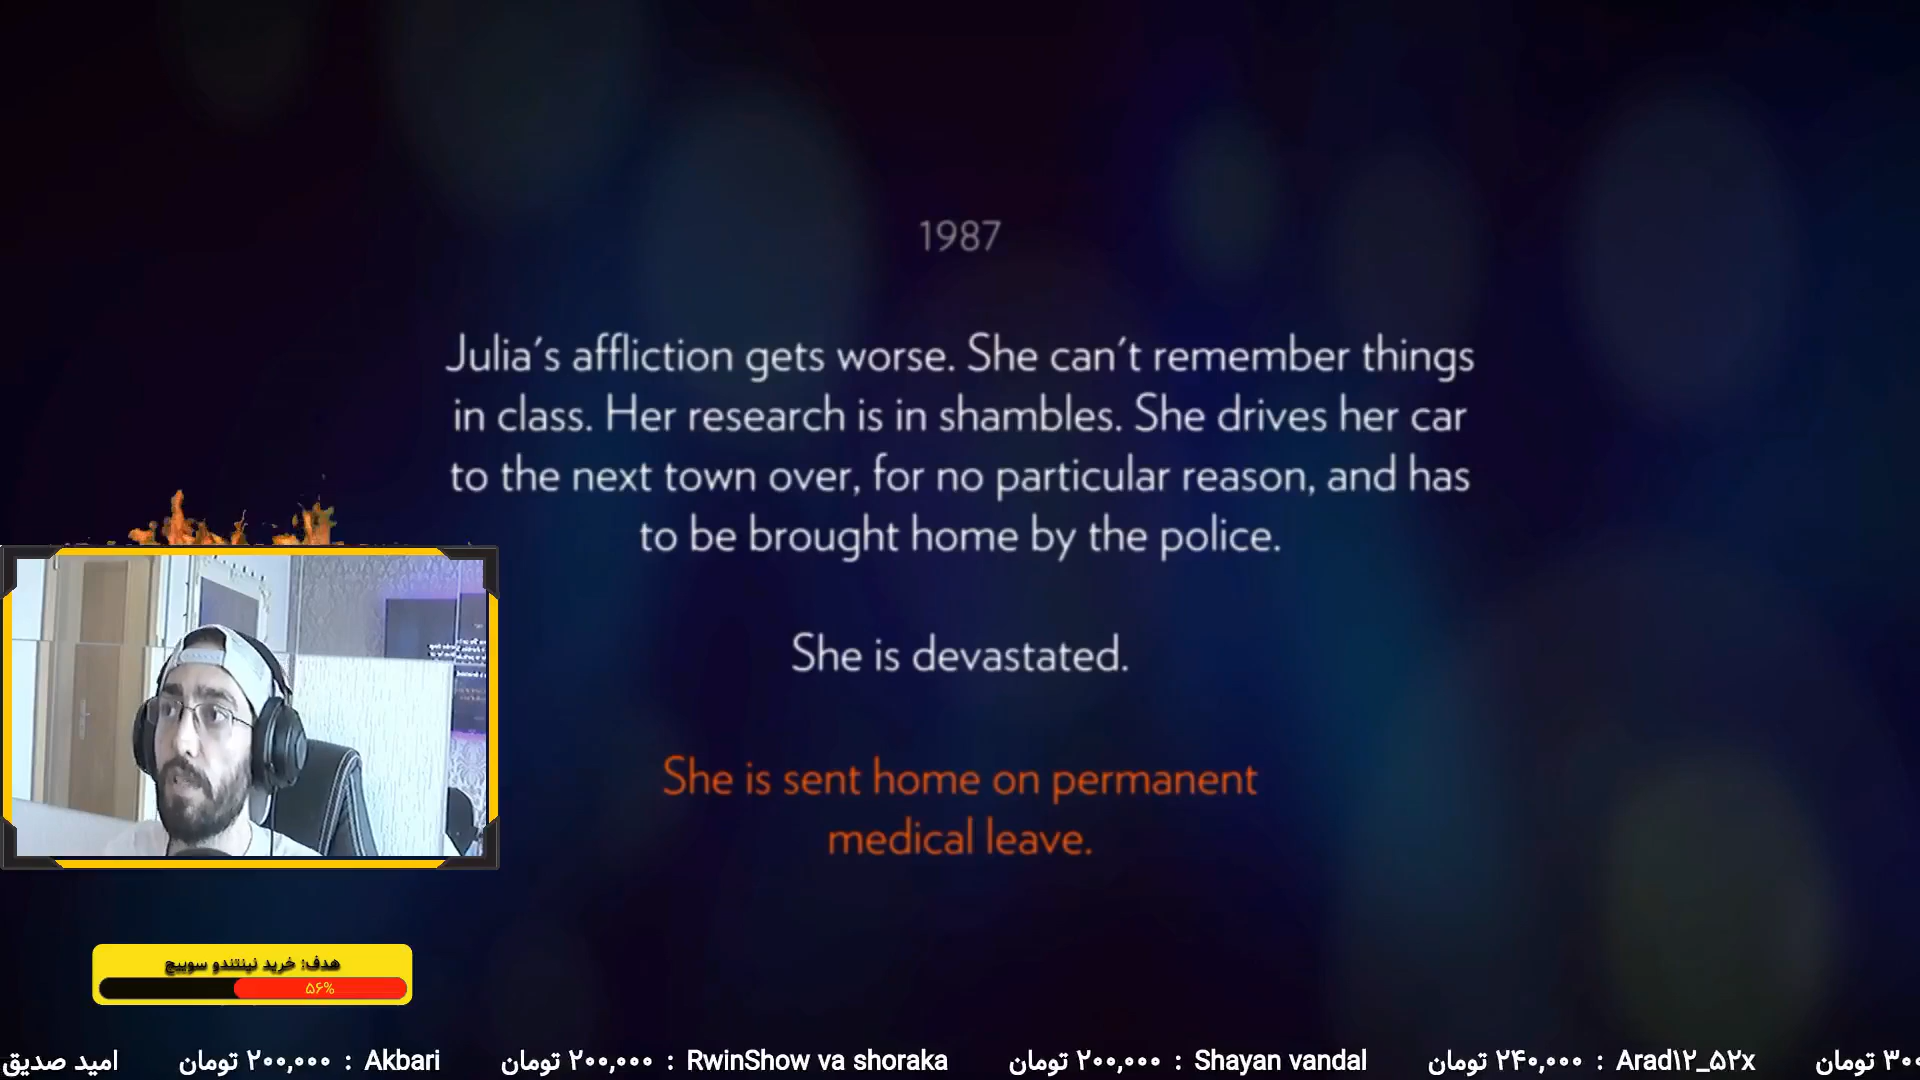 1987
Julia's affliction gets worse. She can't remember things
in class. Her research is in shambles. She drives her car
to the next town over, for no particular reason, and has
to be brought home by the police.
She is devastated.
She is sent home on permanent
medical leave.
هدف: خرید نینتندو سوییچ
۵۶%
امید صدیق
Akbari : ۲۰۰,۰۰۰ تومان
RwinShow va shoraka : ۲۰۰,۰۰۰ تومان
Shayan vandal : ۲۰۰,۰۰۰ تومان
Arad۱۲_۵۲x : ۲۴۰,۰۰۰ تومان
تومان